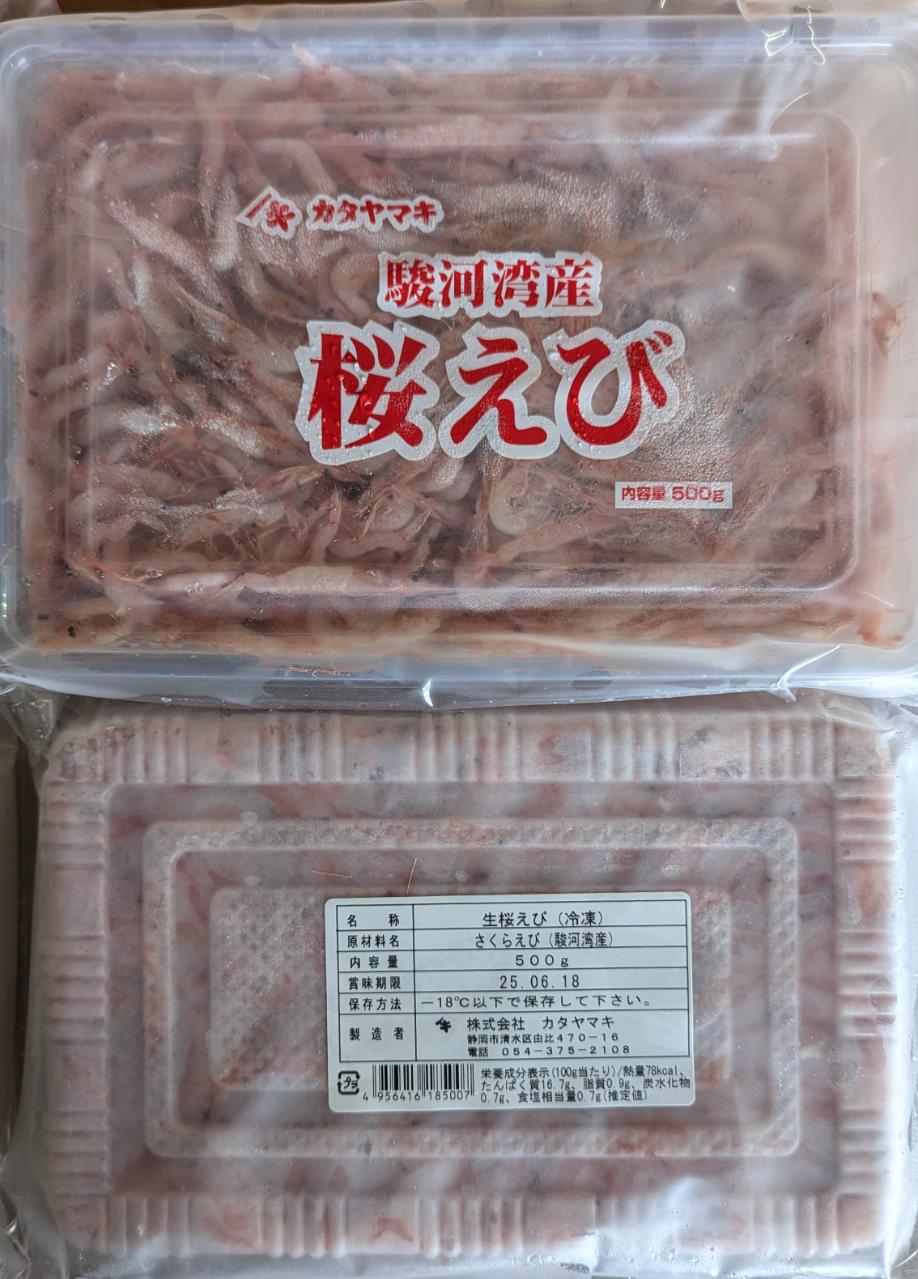 カタヤマキ
駿河湾産
桜えび
内容量 500g
名称 生桜えび (冷凍)
原材料名 さくらえび (駿河湾産)
内容量 500g
賞味期限 25.06.18
保存方法 −18℃以下で保存して下さい。
製造者 株式会社 カタヤマキ
静岡市清水区由比470-16
電話 054-375-2108
栄養成分表示(100g当たり)/熱量78kcal、
たんぱく質16.7g、脂質0.9g、炭水化物
0.7g、食塩相当量0.7g(推定値)
プラ
4 956416 185007